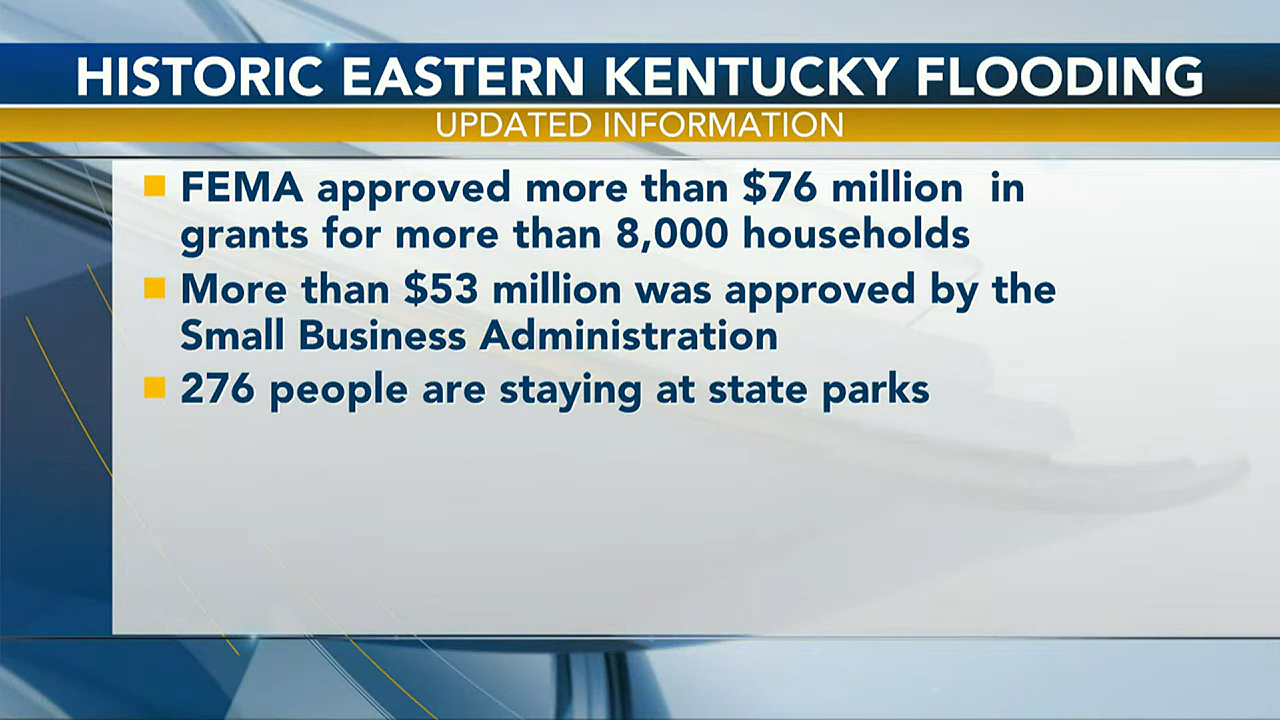 HISTORIC EASTERN KENTUCKY FLOODING
UPDATED INFORMATION
FEMA approved more than $76 million in
grants for more than 8,000 households
More than $53 million was approved by the
Small Business Administration
276 people are staying at state parks